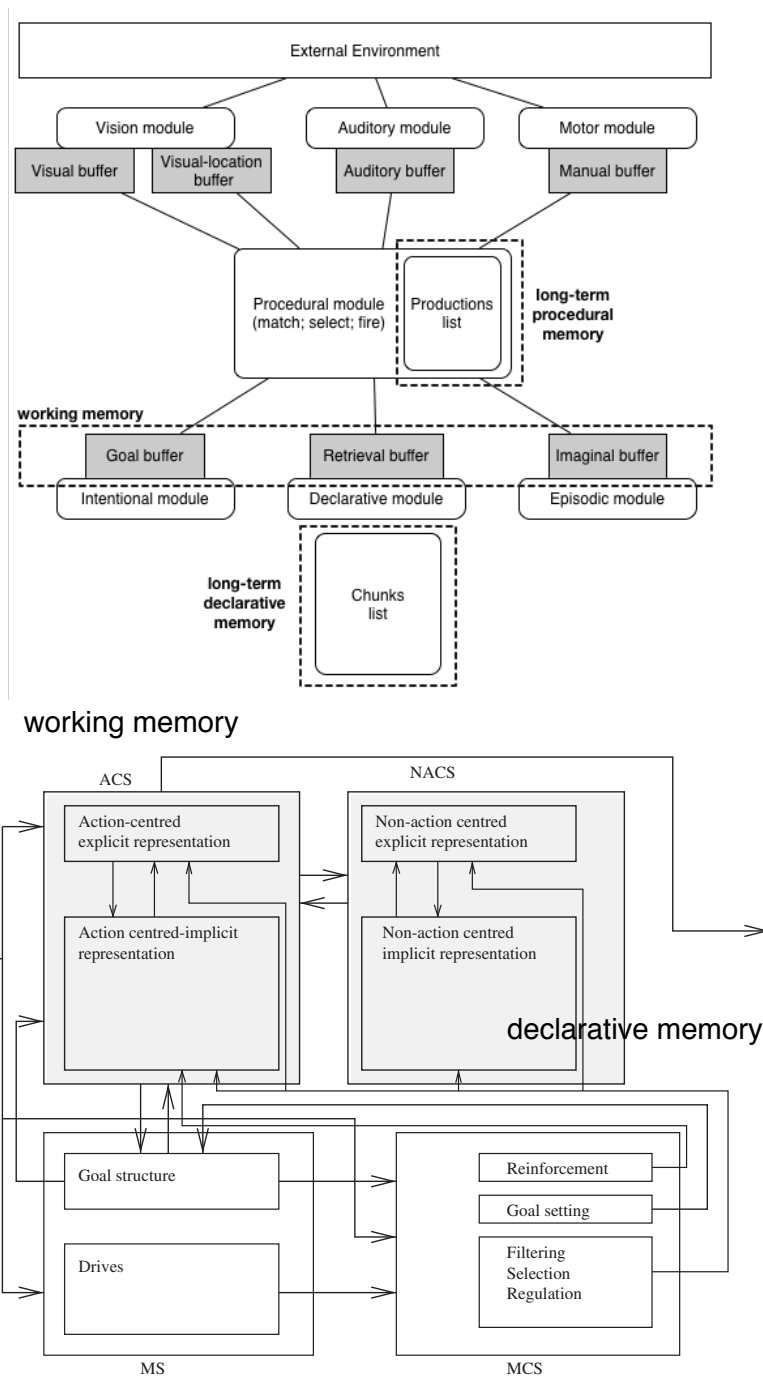 External Environment
Vision module
Auditory module
Motor module
Visual buffer
Visual-location
buffer
Auditory buffer
Manual buffer
Procedural module
(match; select; fire)
Productions
list
long-term
procedural
memory
working memory
Goal buffer
Retrieval buffer
Imaginal buffer
Intentional module
Declarative module
Episodic module
long-term
declarative
memory
Chunks
list
working memory
ACS
NACS
Action-centred
explicit representation
Non-action centred
explicit representation
Action centred-implicit
representation
Non-action centred
implicit representation
declarative memory
Goal structure
Reinforcement
Goal setting
Drives
Filtering
Selection
Regulation
MS
MCS